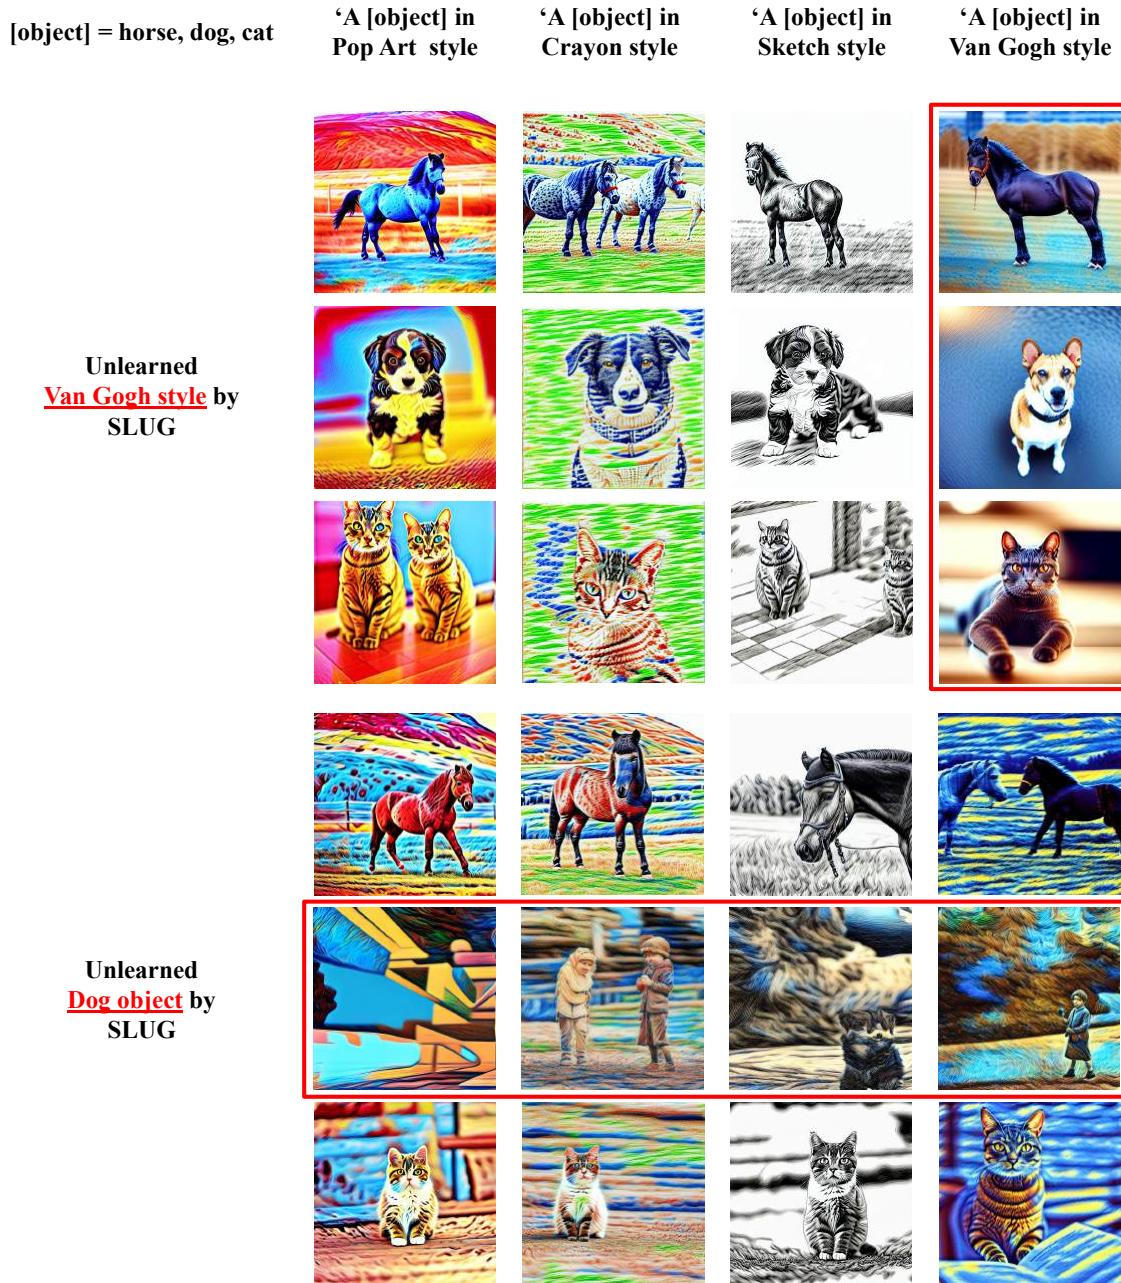 [object] = horse, dog, cat
‘A [object] in
Pop Art style
‘A [object] in
Crayon style
‘A [object] in
Sketch style
‘A [object] in
Van Gogh style
Unlearned
Van Gogh style by
SLUG
Unlearned
Dog object by
SLUG